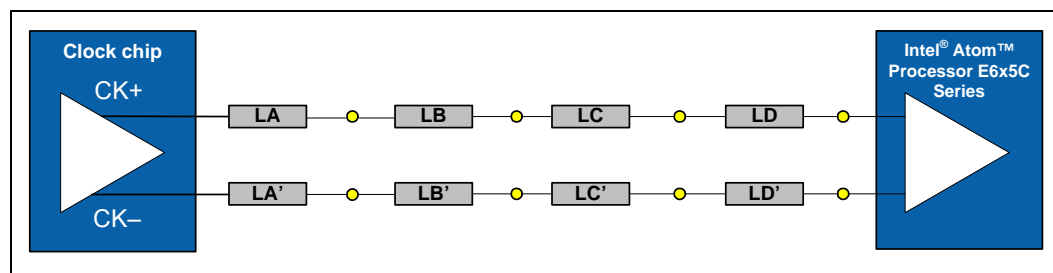 Clock chip
CK+
CK–
LA
LB
LC
LD
LA'
LB'
LC'
LD'
Intel® Atom™
Processor E6x5C
Series